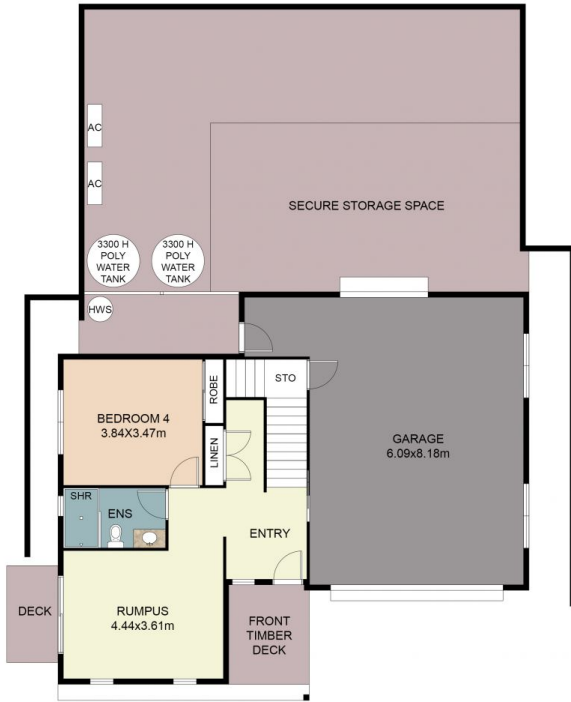 AC
AC
SECURE STORAGE SPACE
3300 H
POLY
WATER
TANK
3300 H
POLY
WATER
TANK
HWS
STO
ROBE
BEDROOM 4
3.84X3.47m
GARAGE
6.09x8.18m
LINEN
SHR
ENS
ENTRY
DECK
RUMPUS
4.44x3.61m
FRONT
TIMBER
DECK